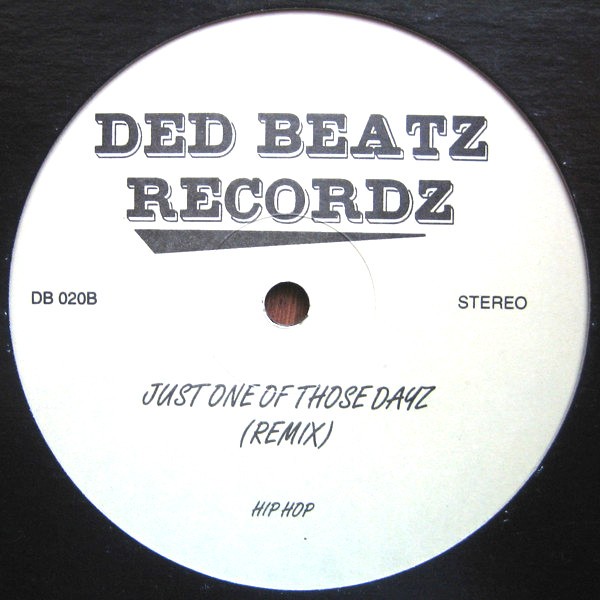 DED BEATZ
RECORDZ
DB 020B
STEREO
JUST ONE OF THOSE DAYZ
(REMIX)
HIP HOP